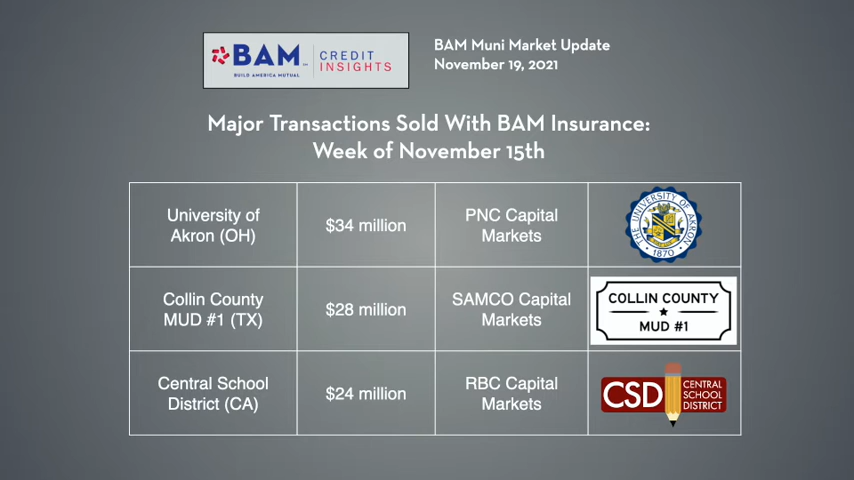 BAM™
BUILD AMERICA MUTUAL
CREDIT
INSIGHTS
BAM Muni Market Update
November 19, 2021
Major Transactions Sold With BAM Insurance:
Week of November 15th
University of
Akron (OH)
$34 million
PNC Capital
Markets
THE UNIVERSITY OF AKRON
1870
Collin County
MUD #1 (TX)
$28 million
SAMCO Capital
Markets
COLLIN COUNTY
MUD #1
Central School
District (CA)
$24 million
RBC Capital
Markets
CSD
CENTRAL
SCHOOL
DISTRICT